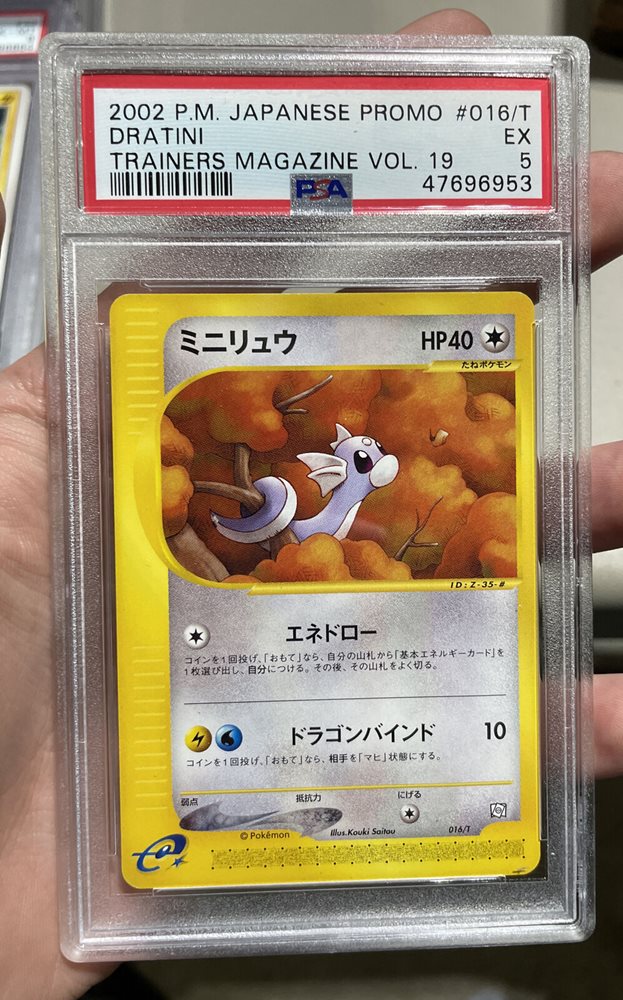 2002 P.M. JAPANESE PROMO #016/T
DRATINI EX
TRAINERS MAGAZINE VOL. 19 5
PSA 47696953
ミニリュウ HP40
たねポケモン
ID:Z-35-#
エネドロー
コインを1回投げ、「おもて」なら、自分の山札から「基本エネルギーカード」を
1枚選び出し、自分につける。その後、その山札をよく切る。
ドラゴンバインド 10
コインを1回投げ、「おもて」なら、相手を「マヒ」状態にする。
弱点 抵抗力 にげる
© Pokémon Illus.Kouki Saitou 016/T
e